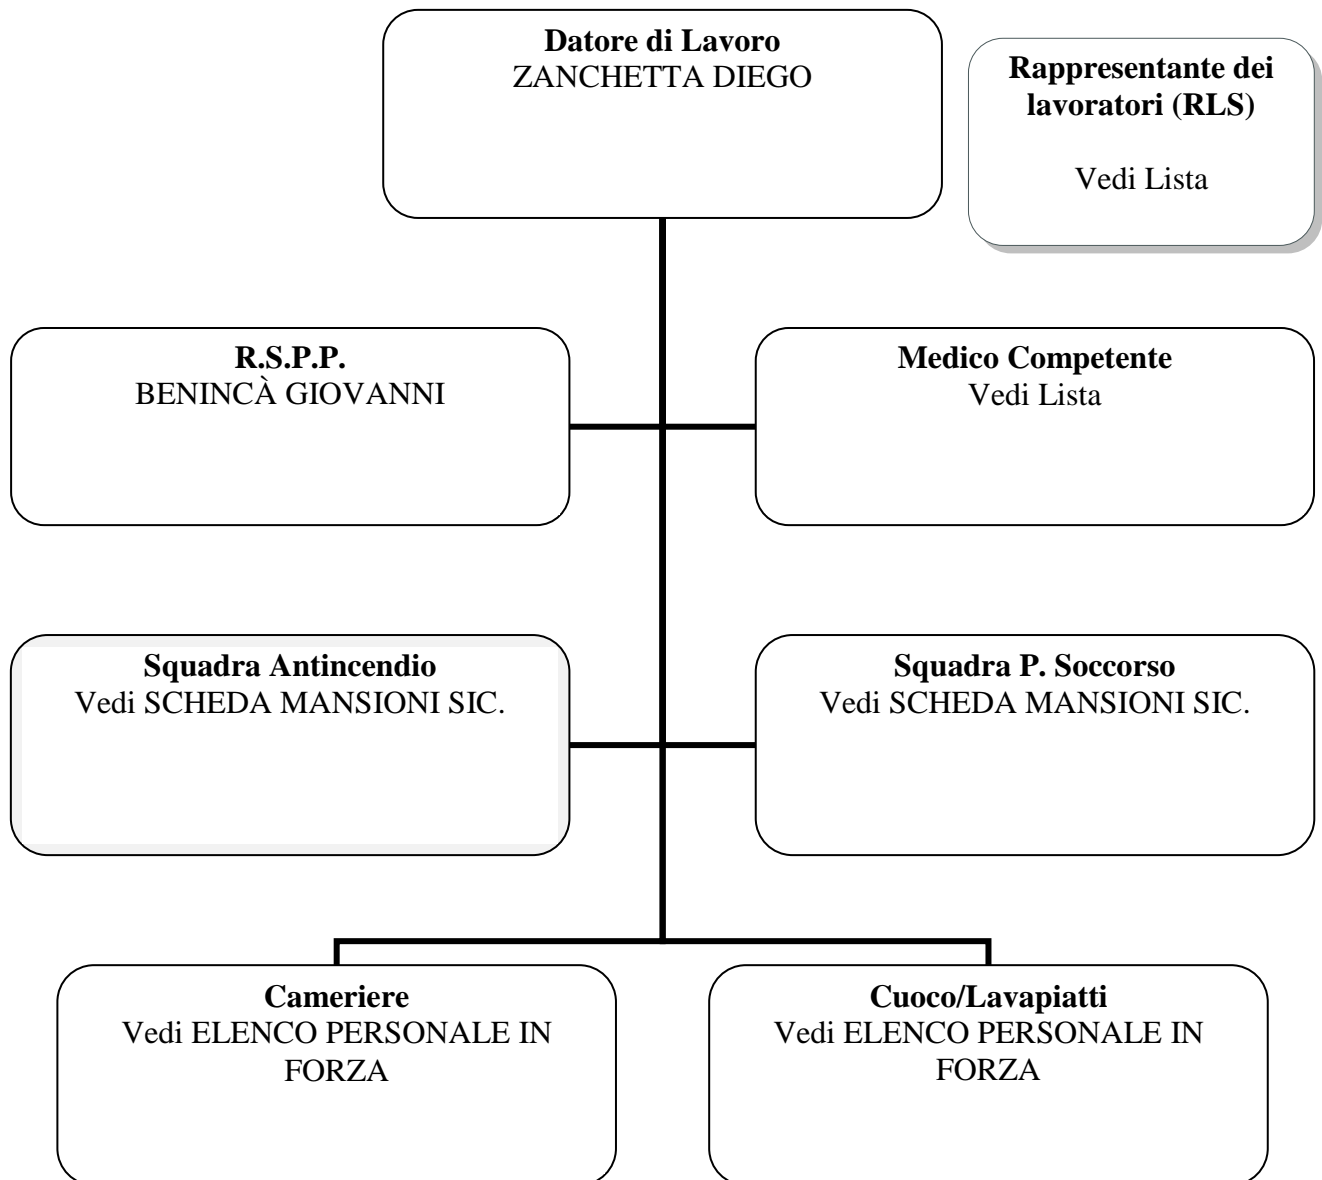 Datore di Lavoro
ZANCHETTA DIEGO
Rappresentante dei
lavoratori (RLS)
Vedi Lista
R.S.P.P.
BENINCÀ GIOVANNI
Medico Competente
Vedi Lista
Squadra Antincendio
Vedi SCHEDA MANSIONI SIC.
Squadra P. Soccorso
Vedi SCHEDA MANSIONI SIC.
Cameriere
Vedi ELENCO PERSONALE IN
FORZA
Cuoco/Lavapiatti
Vedi ELENCO PERSONALE IN
FORZA